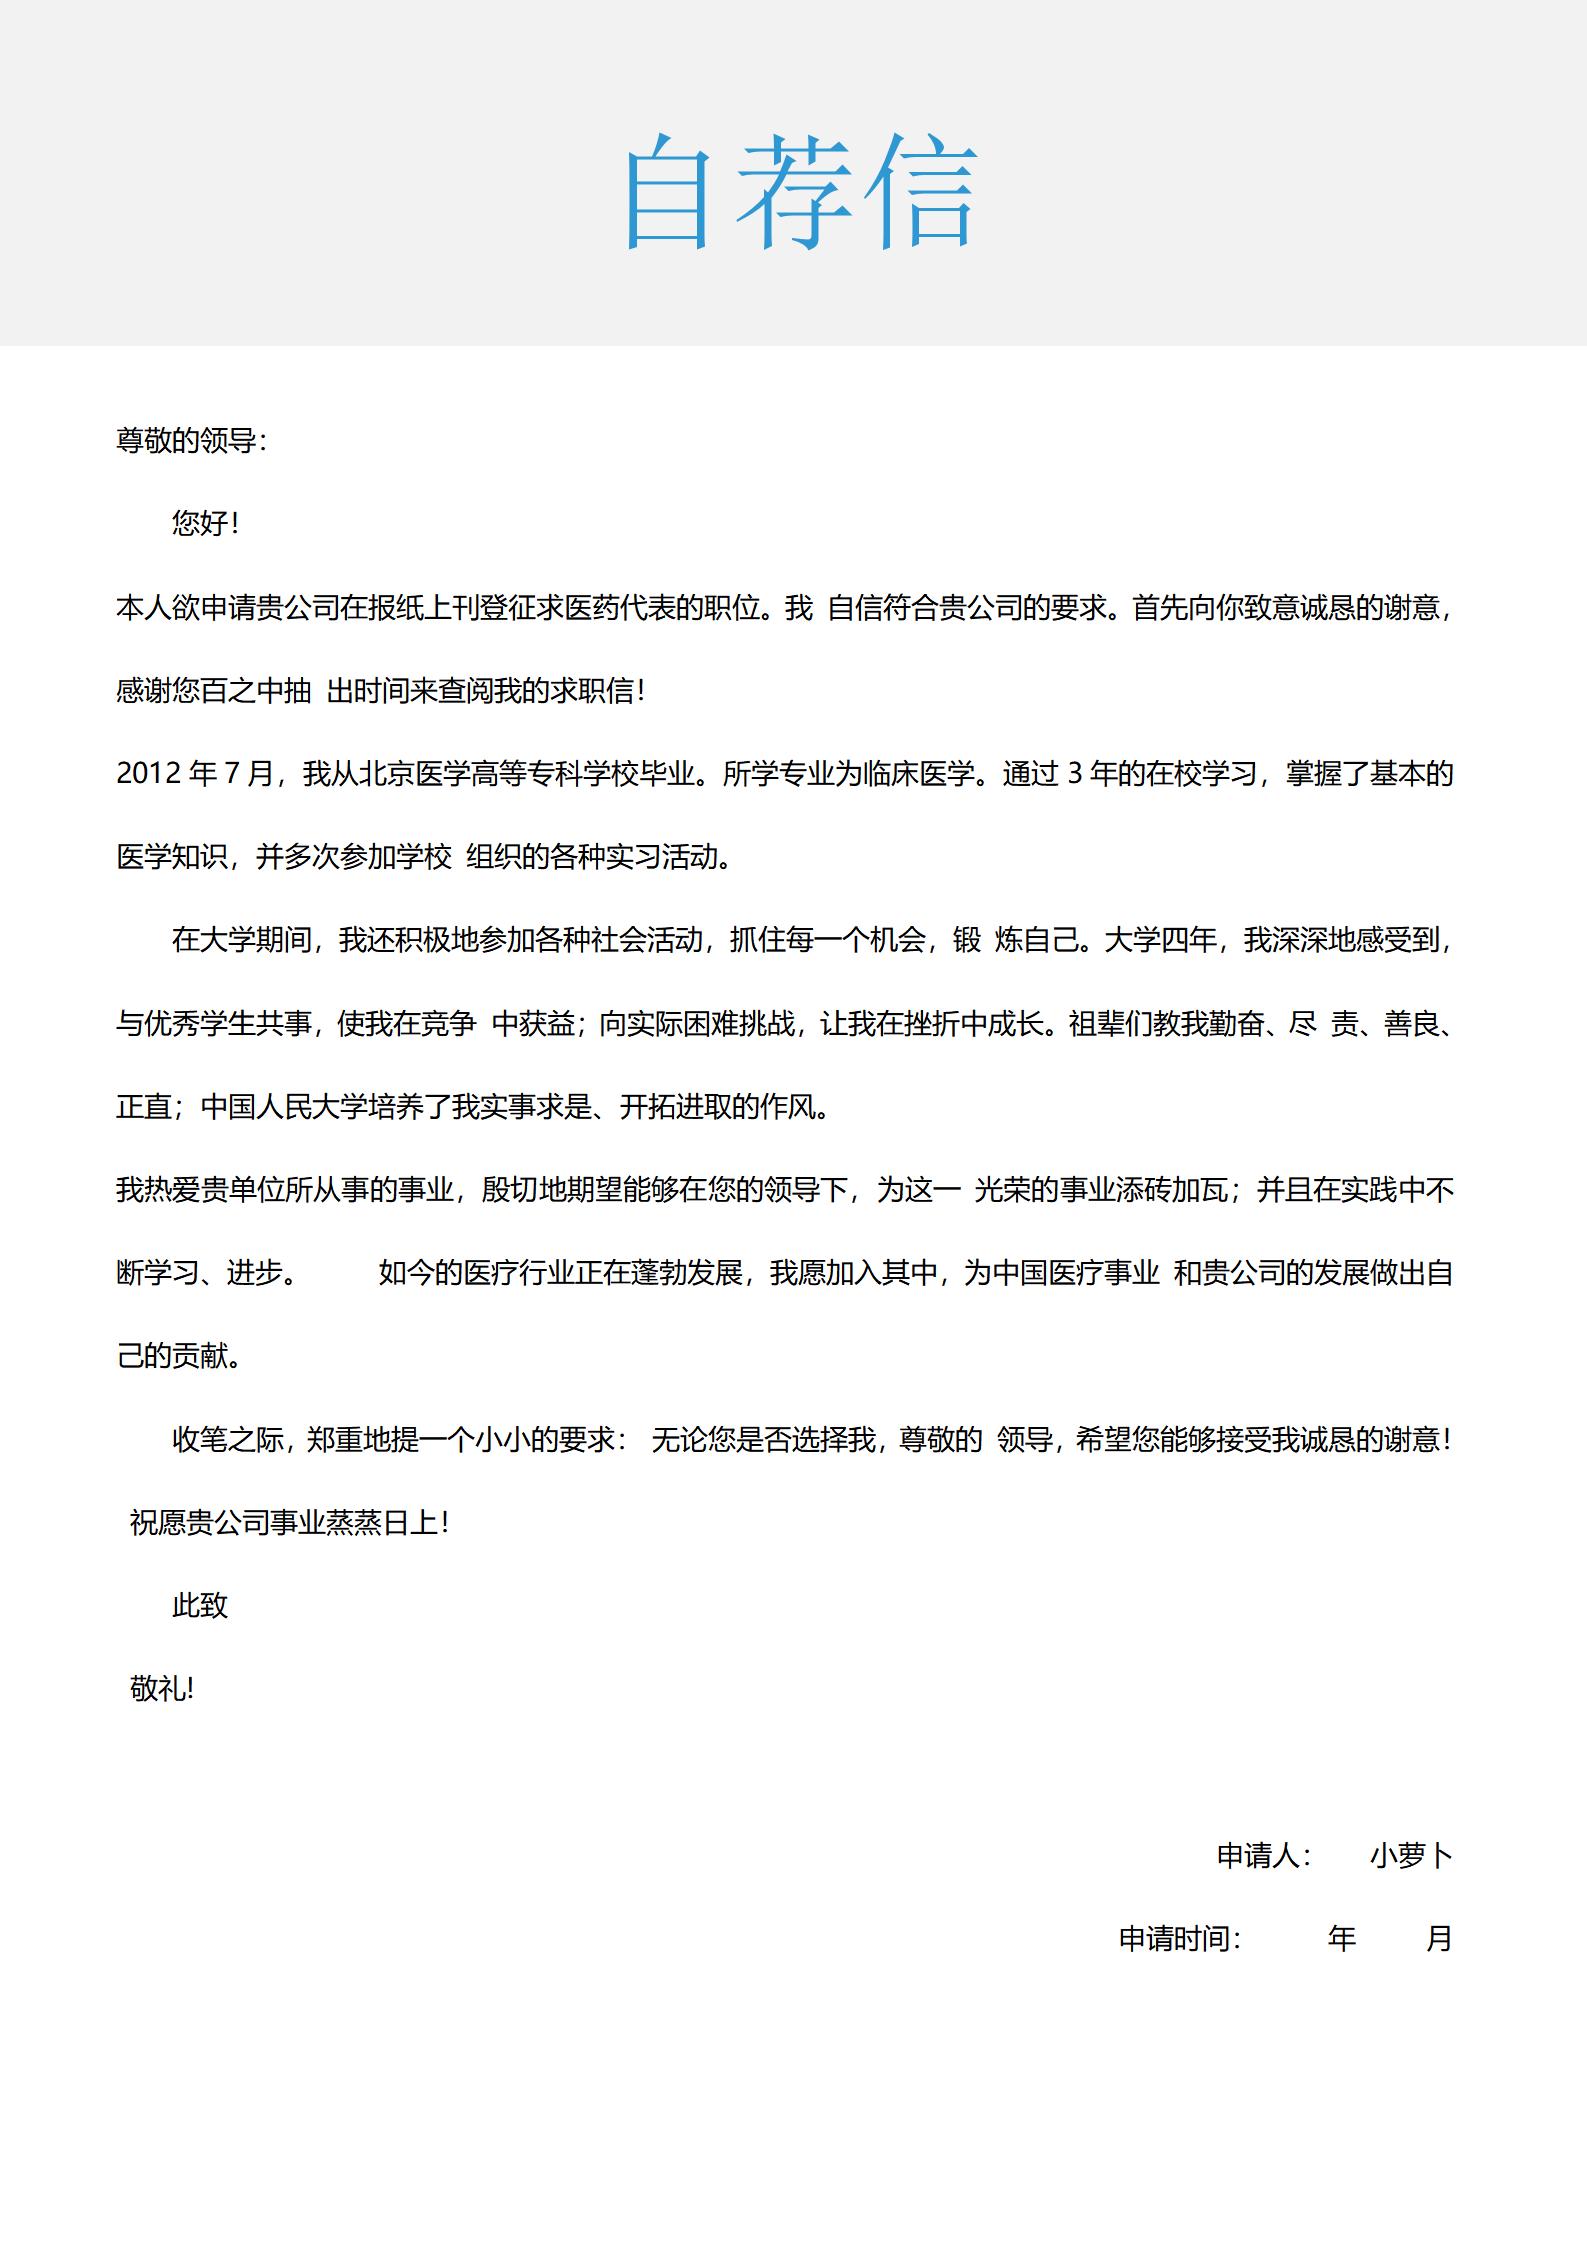 自荐信
尊敬的领导：
您好！
本人欲申请贵公司在报纸上刊登征求医药代表的职位。我 自信符合贵公司的要求。首先向你致意诚恳的谢意，
感谢您百之中抽 出时间来查阅我的求职信！
2012 年 7 月，我从北京医学高等专科学校毕业。所学专业为临床医学。通过 3 年的在校学习，掌握了基本的
医学知识，并多次参加学校 组织的各种实习活动。
在大学期间，我还积极地参加各种社会活动，抓住每一个机会，锻 炼自己。大学四年，我深深地感受到，
与优秀学生共事，使我在竞争 中获益；向实际困难挑战，让我在挫折中成长。祖辈们教我勤奋、尽 责、善良、
正直；中国人民大学培养了我实事求是、开拓进取的作风。
我热爱贵单位所从事的事业，殷切地期望能够在您的领导下，为这一 光荣的事业添砖加瓦；并且在实践中不
断学习、进步。 如今的医疗行业正在蓬勃发展，我愿加入其中，为中国医疗事业 和贵公司的发展做出自
己的贡献。
收笔之际，郑重地提一个小小的要求： 无论您是否选择我，尊敬的 领导，希望您能够接受我诚恳的谢意！
祝愿贵公司事业蒸蒸日上！
此致
敬礼!
申请人： 小萝卜
申请时间： 年 月